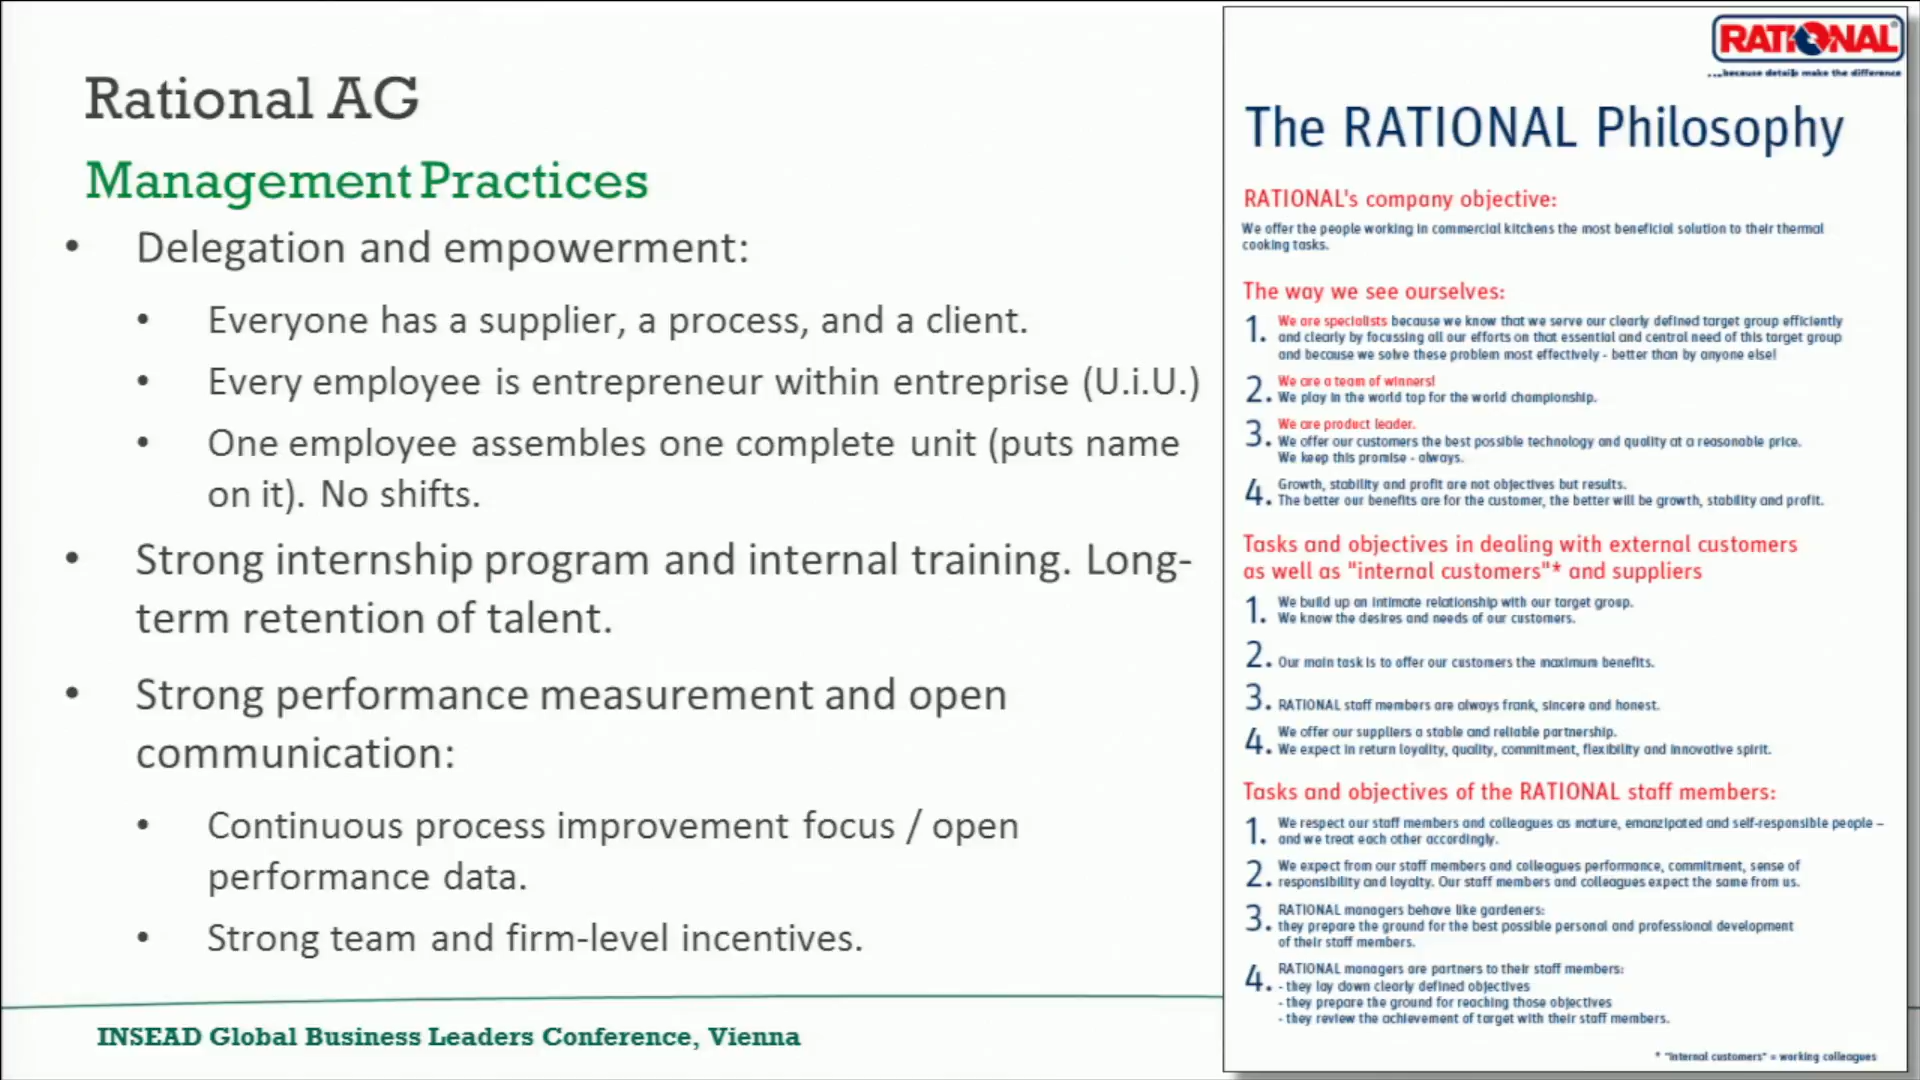 Rational AG
Management Practices
• Delegation and empowerment:
• Everyone has a supplier, a process, and a client.
• Every employee is entrepreneur within entreprise (U.i.U.)
• One employee assembles one complete unit (puts name
on it). No shifts.
• Strong internship program and internal training. Long-
term retention of talent.
• Strong performance measurement and open
communication:
• Continuous process improvement focus / open
performance data.
• Strong team and firm-level incentives.
INSEAD Global Business Leaders Conference, Vienna
RATIONAL®
...because details make the difference
The RATIONAL Philosophy
RATIONAL's company objective:
We offer the people working in commercial kitchens the most beneficial solution to their thermal
cooking tasks.
The way we see ourselves:
1. We are specialists because we know that we serve our clearly defined target group efficiently
and clearly by focussing all our efforts on that essential and central need of this target group
and because we solve these problem most effectively - better than by anyone else!
2. We are a team of winners!
We play in the world top for the world championship.
3. We are product leader.
We offer our customers the best possible technology and quality at a reasonable price.
We keep this promise - always.
4. Growth, stability and profit are not objectives but results.
The better our benefits are for the customer, the better will be growth, stability and profit.
Tasks and objectives in dealing with external customers
as well as "internal customers"* and suppliers
1. We build up an intimate relationship with our target group.
We know the desires and needs of our customers.
2. Our main task is to offer our customers the maximum benefits.
3. RATIONAL staff members are always frank, sincere and honest.
4. We offer our suppliers a stable and reliable partnership.
We expect in return loyality, quality, commitment, flexibility and innovative spirit.
Tasks and objectives of the RATIONAL staff members:
1. We respect our staff members and colleagues as mature, emanzipated and self-responsible people –
and we treat each other accordingly.
2. We expect from our staff members and colleagues performance, commitment, sense of
responsibility and loyalty. Our staff members and colleagues expect the same from us.
3. RATIONAL managers behave like gardeners:
they prepare the ground for the best possible personal and professional development
of their staff members.
4. RATIONAL managers are partners to their staff members:
- they lay down clearly defined objectives
- they prepare the ground for reaching those objectives
- they review the achievement of target with their staff members.
* "internal customers" = working colleagues